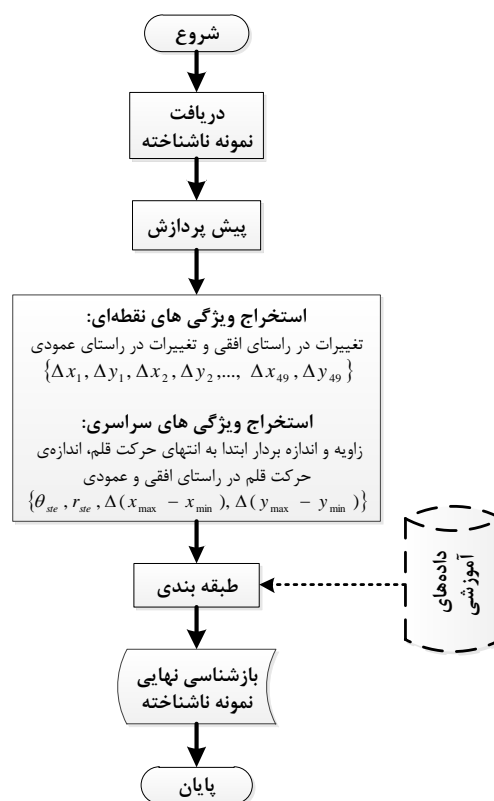 شروع
دریافت
نمونه ناشناخته
پیش پردازش
استخراج ویژگی های نقطه‌ای:
تغییرات در راستای افقی و تغییرات در راستای عمودی
{Δx₁, Δy₁, Δx₂, Δy₂,..., Δx₄₉, Δy₄₉}
استخراج ویژگی های سراسری:
زاویه و اندازه بردار ابتدا به انتهای حرکت قلم، اندازه‌ی
حرکت قلم در راستای افقی و عمودی
{θ_ste, r_ste, Δ(x_max − x_min), Δ(y_max − y_min)}
طبقه بندی
داده‌های
آموزشی
بازشناسی نهایی
نمونه ناشناخته
پایان